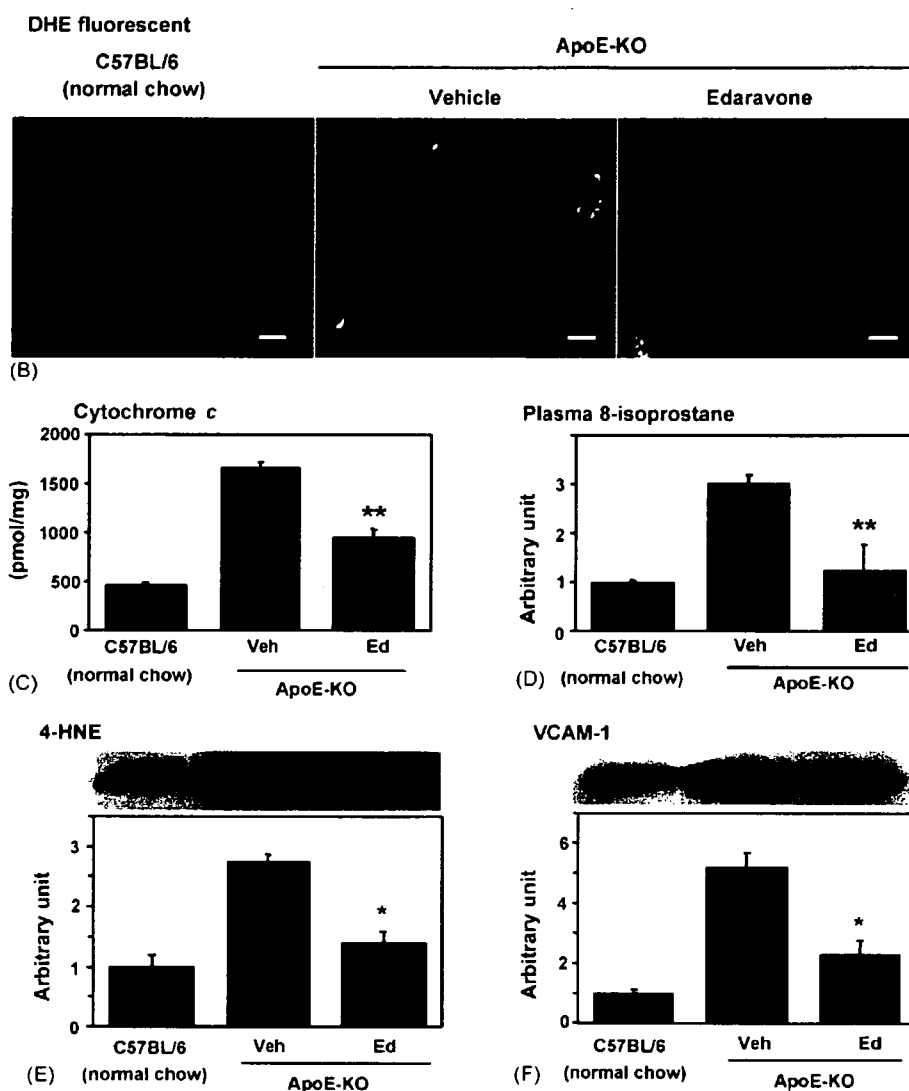 DHE fluorescent
C57BL/6
(normal chow)
ApoE-KO
Vehicle
Edaravone
(B)
Cytochrome c
(pmol/mg)
2000
1500
1000
500
0
**
C57BL/6
(normal chow)
Veh
Ed
ApoE-KO
(C)
Plasma 8-isoprostane
Arbitrary unit
3
2
1
0
**
C57BL/6
(normal chow)
Veh
Ed
ApoE-KO
(D)
4-HNE
Arbitrary unit
3
2
1
0
*
C57BL/6
(normal chow)
Veh
Ed
ApoE-KO
(E)
VCAM-1
Arbitrary unit
6
4
2
0
*
C57BL/6
(normal chow)
Veh
Ed
ApoE-KO
(F)